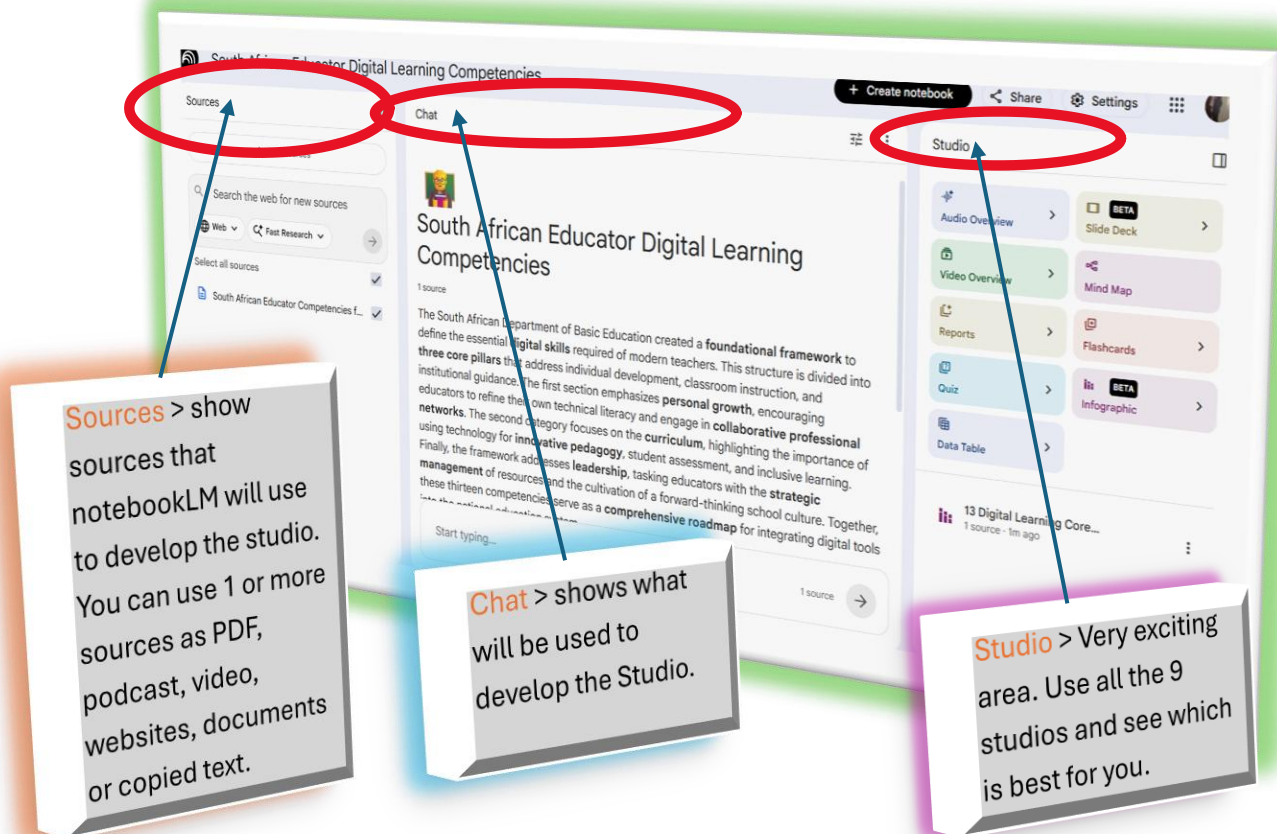 South African Educator Digital Learning Competencies
+ Create notebook
Share
Settings
Sources
Search the web for new sources
Web
Fast Research
Select all sources
South African Educator Competencies f...
Chat
South African Educator Digital Learning
Competencies
1 source
The South African Department of Basic Education created a foundational framework to
define the essential digital skills required of modern teachers. This structure is divided into
three core pillars that address individual development, classroom instruction, and
institutional guidance. The first section emphasizes personal growth, encouraging
educators to refine their own technical literacy and engage in collaborative professional
networks. The second category focuses on the curriculum, highlighting the importance of
using technology for innovative pedagogy, student assessment, and inclusive learning.
Finally, the framework addresses leadership, tasking educators with the strategic
management of resources and the cultivation of a forward-thinking school culture. Together,
these thirteen competencies serve as a comprehensive roadmap for integrating digital tools
into the national education system
Start typing...
1 source
Studio
Audio Overview
BETA
Slide Deck
Video Overview
Mind Map
Reports
Flashcards
Quiz
BETA
Infographic
Data Table
13 Digital Learning Core...
1 source · 1m ago
Sources > show
sources that
notebookLM will use
to develop the studio.
You can use 1 or more
sources as PDF,
podcast, video,
websites, documents
or copied text.
Chat > shows what
will be used to
develop the Studio.
Studio > Very exciting
area. Use all the 9
studios and see which
is best for you.